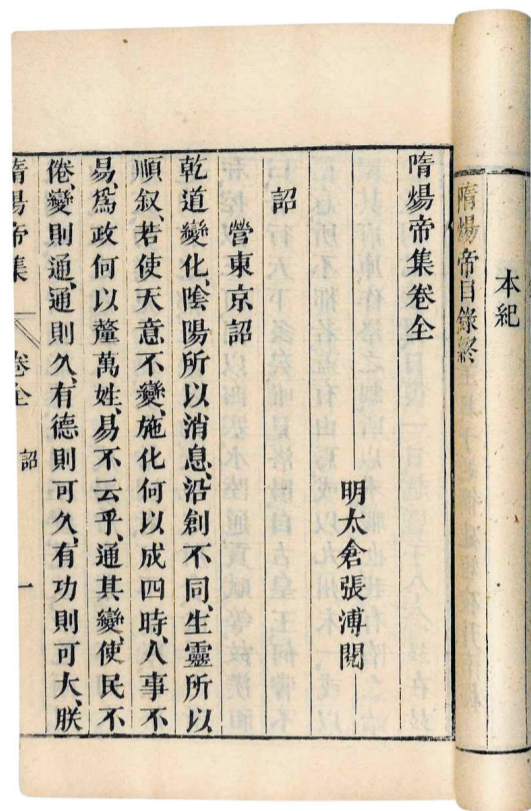 本紀
隋煬帝目錄終
隋煬帝集卷全
明太倉張溥閱
詔
營東京詔
乾道變化、陰陽所以消息、沿創不同、生靈所以
順叙、若使天意不變、施化何以成四時、人事不
易、爲政何以釐萬姓、易不云乎、通其變、使民不
倦、變則通、通則久、有德則可久、有功則可大、朕
隋煬帝集 卷全 詔 一